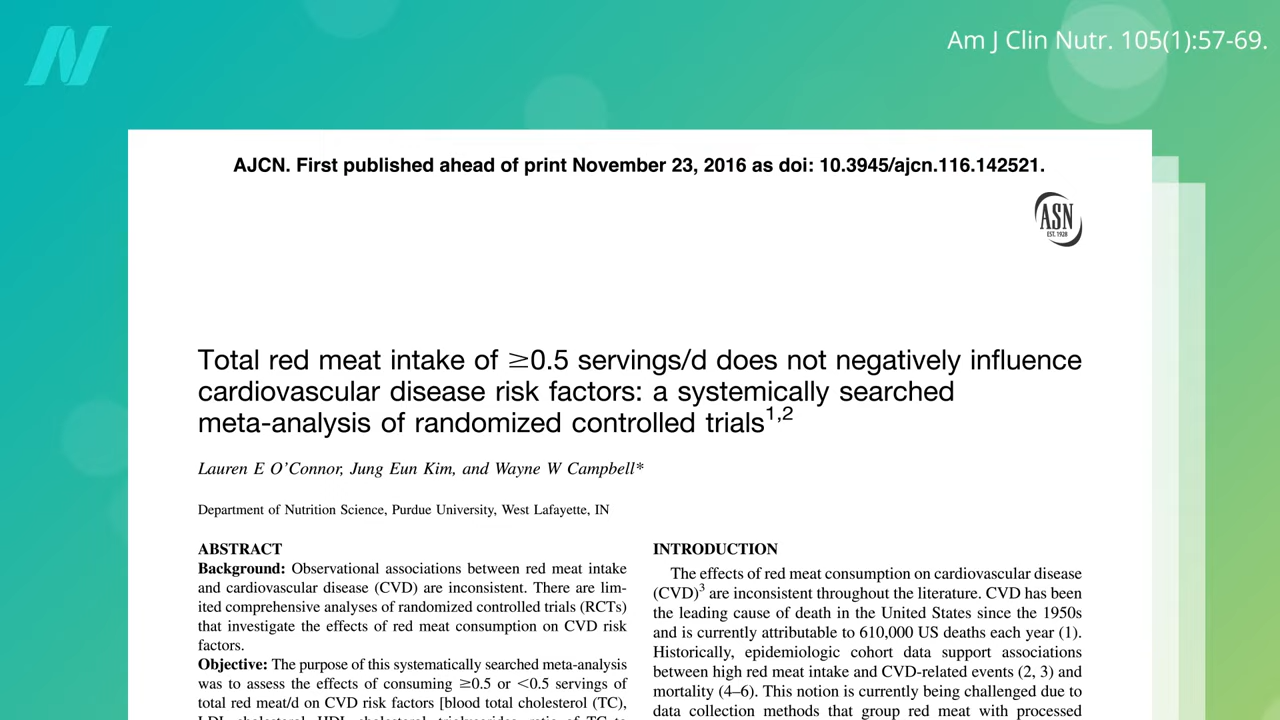 Am J Clin Nutr. 105(1):57-69.
AJCN. First published ahead of print November 23, 2016 as doi: 10.3945/ajcn.116.142521.
ASN
EST. 1928
Total red meat intake of ≥0.5 servings/d does not negatively influence
cardiovascular disease risk factors: a systemically searched
meta-analysis of randomized controlled trials1,2
Lauren E O'Connor, Jung Eun Kim, and Wayne W Campbell*
Department of Nutrition Science, Purdue University, West Lafayette, IN
ABSTRACT
Background: Observational associations between red meat intake
and cardiovascular disease (CVD) are inconsistent. There are lim-
ited comprehensive analyses of randomized controlled trials (RCTs)
that investigate the effects of red meat consumption on CVD risk
factors.
Objective: The purpose of this systematically searched meta-analysis
was to assess the effects of consuming ≥0.5 or <0.5 servings of
total red meat/d on CVD risk factors [blood total cholesterol (TC),
LDL cholesterol, HDL cholesterol, triglycerides, ratio of TC to
INTRODUCTION
The effects of red meat consumption on cardiovascular disease
(CVD)3 are inconsistent throughout the literature. CVD has been
the leading cause of death in the United States since the 1950s
and is currently attributable to 610,000 US deaths each year (1).
Historically, epidemiologic cohort data support associations
between high red meat intake and CVD-related events (2, 3) and
mortality (4–6). This notion is currently being challenged due to
data collection methods that group red meat with processed